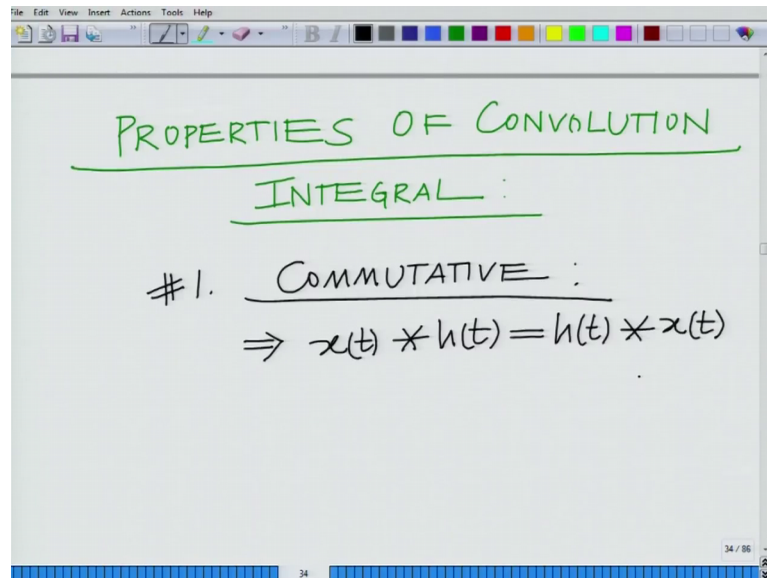 File Edit View Insert Actions Tools Help
B I
PROPERTIES OF CONVOLUTION
INTEGRAL :
#1. COMMUTATIVE :
⇒ x(t) * h(t) = h(t) * x(t)
34 / 86
34